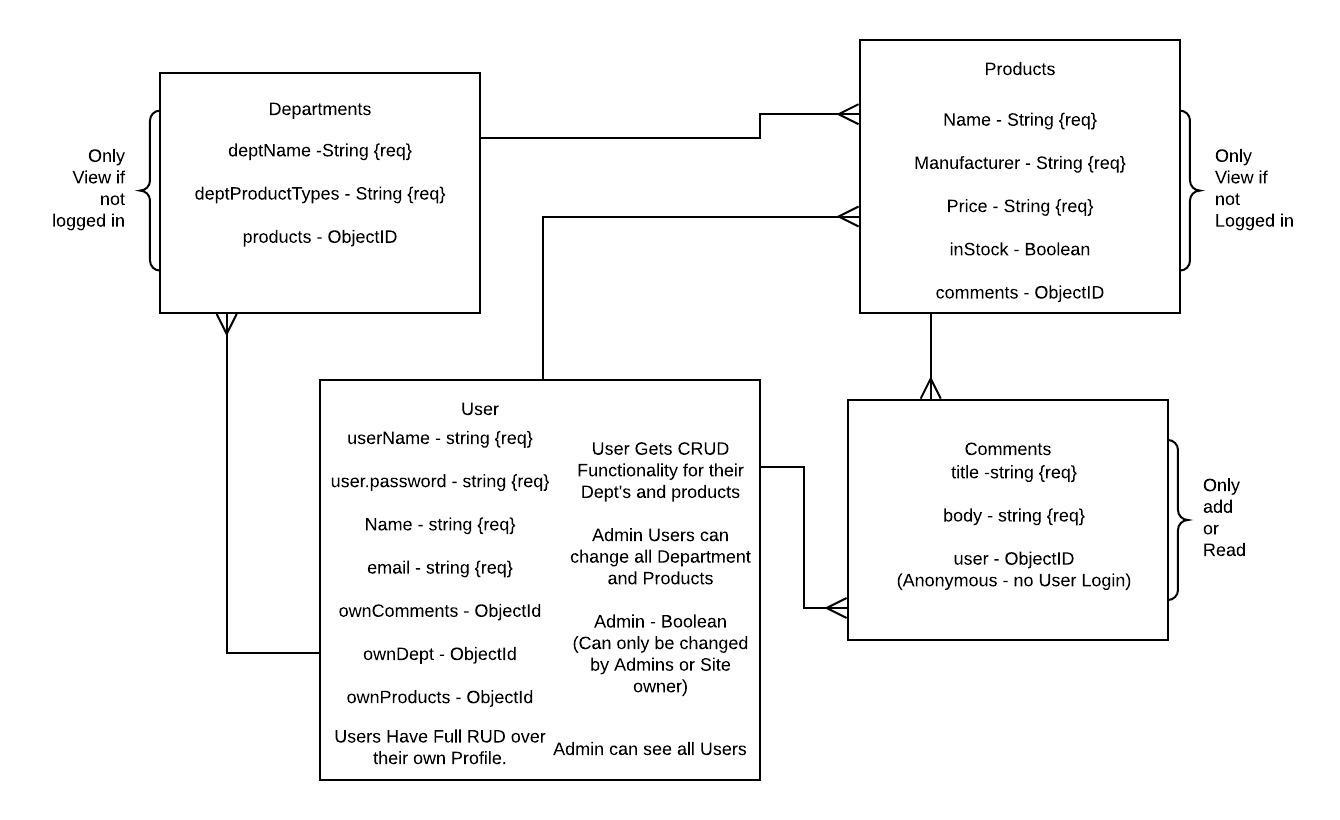 Only
View if
not
logged in
Departments
deptName -String {req}
deptProductTypes - String {req}
products - ObjectID
Products
Name - String {req}
Manufacturer - String {req}
Price - String {req}
inStock - Boolean
comments - ObjectID
Only
View if
not
Logged in
User
userName - string {req}
user.password - string {req}
Name - string {req}
email - string {req}
ownComments - ObjectId
ownDept - ObjectId
ownProducts - ObjectId
Users Have Full RUD over
their own Profile.
User Gets CRUD
Functionality for their
Dept's and products
Admin Users can
change all Department
and Products
Admin - Boolean
(Can only be changed
by Admins or Site
owner)
Admin can see all Users
Comments
title -string {req}
body - string {req}
user - ObjectID
(Anonymous - no User Login)
Only
add
or
Read